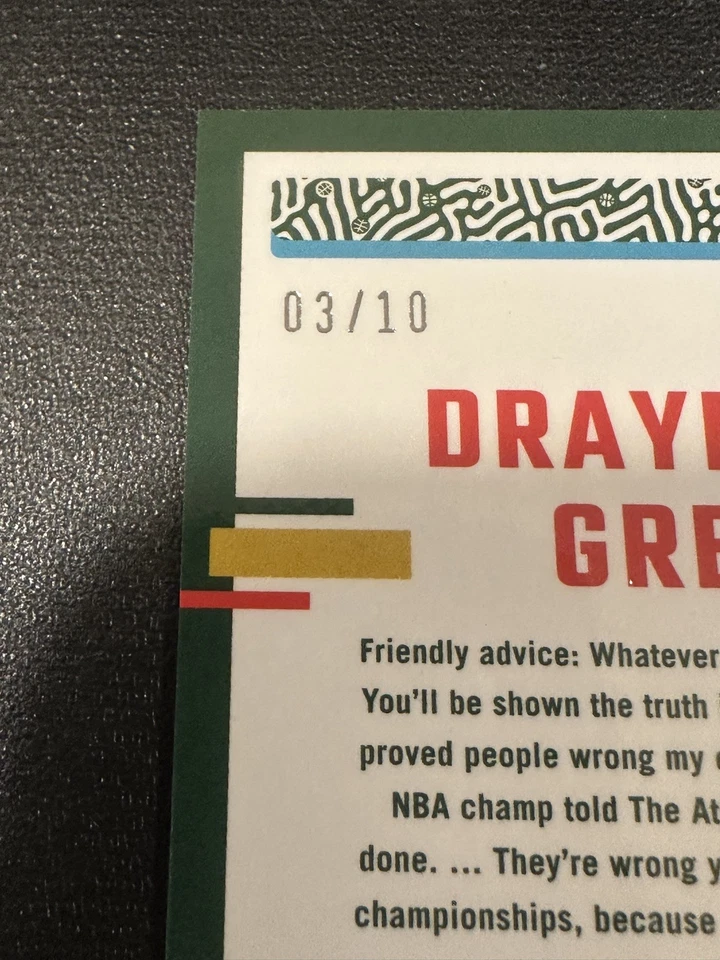 03/10
DRAY
GRE
Friendly advice: Whatever
You'll be shown the truth
proved people wrong my
NBA champ told The At
done. ... They're wrong y
championships, because